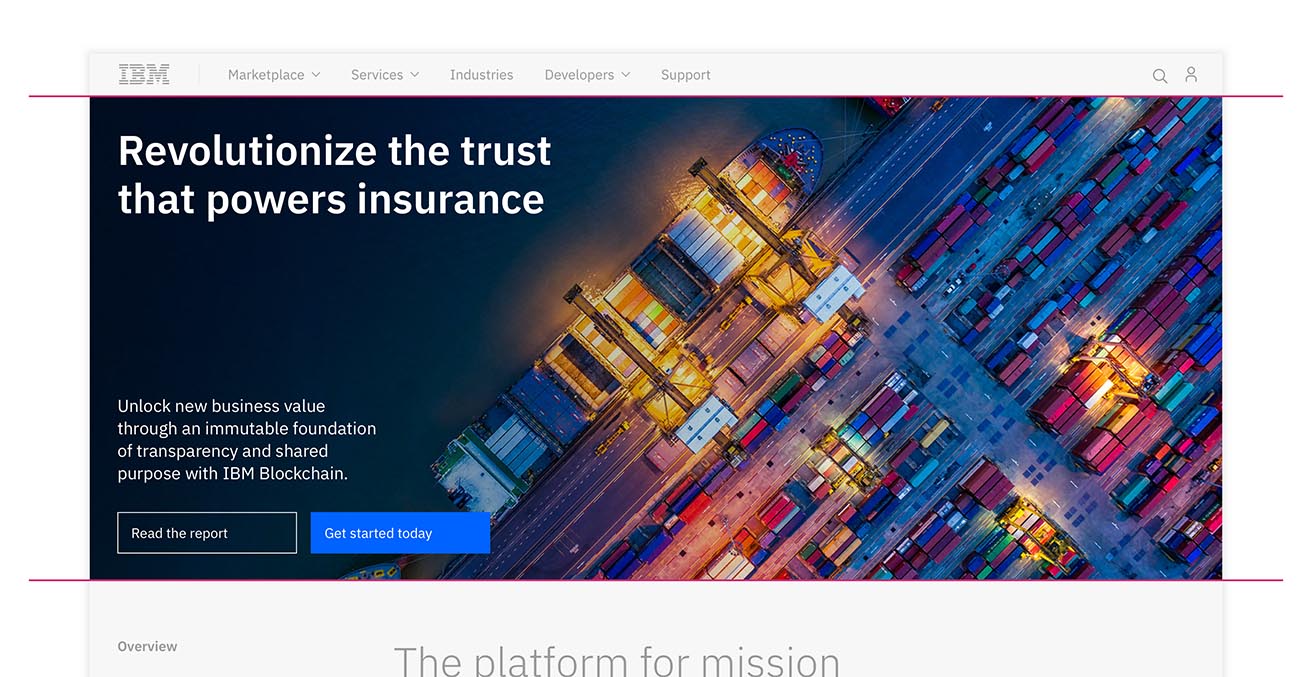 IBM
Marketplace
Services
Industries
Developers
Support
Revolutionize the trust
that powers insurance
Unlock new business value
through an immutable foundation
of transparency and shared
purpose with IBM Blockchain.
Read the report
Get started today
Overview
The platform for mission